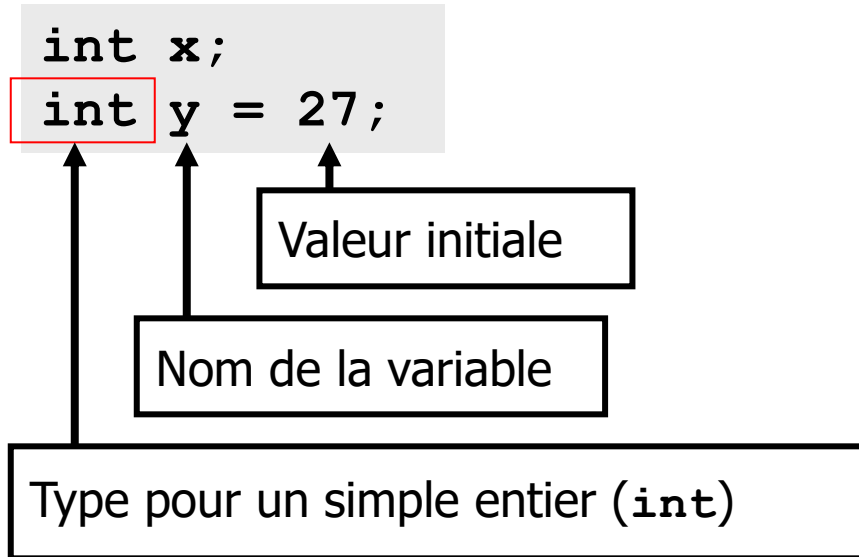 int x;
int y = 27;
Valeur initiale
Nom de la variable
Type pour un simple entier (int)